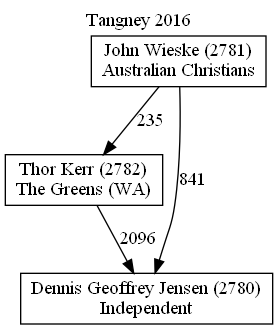 Tangney 2016
John Wieske (2781)
Australian Christians
235
Thor Kerr (2782)
The Greens (WA)
841
2096
Dennis Geoffrey Jensen (2780)
Independent